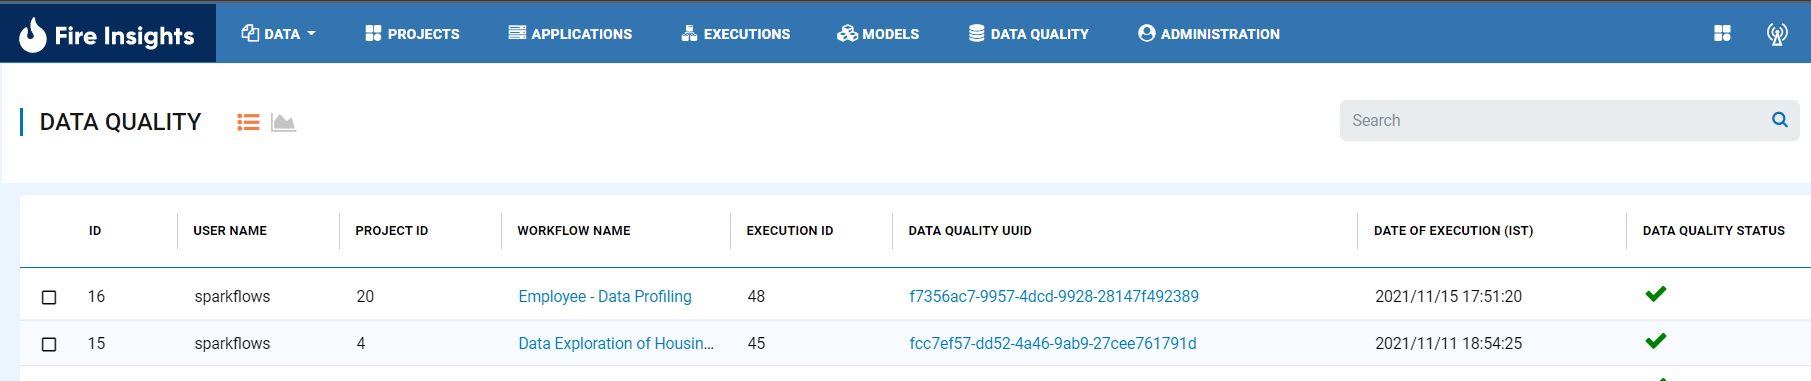 Fire Insights DATA PROJECTS APPLICATIONS EXECUTIONS MODELS DATA QUALITY ADMINISTRATION
DATA QUALITY Search
ID USER NAME PROJECT ID WORKFLOW NAME EXECUTION ID DATA QUALITY UUID DATE OF EXECUTION (IST) DATA QUALITY STATUS
16 sparkflows 20 Employee - Data Profiling 48 f7356ac7-9957-4dcd-9928-28147f492389 2021/11/15 17:51:20
15 sparkflows 4 Data Exploration of Housin... 45 fcc7ef57-dd52-4a46-9ab9-27cee761791d 2021/11/11 18:54:25